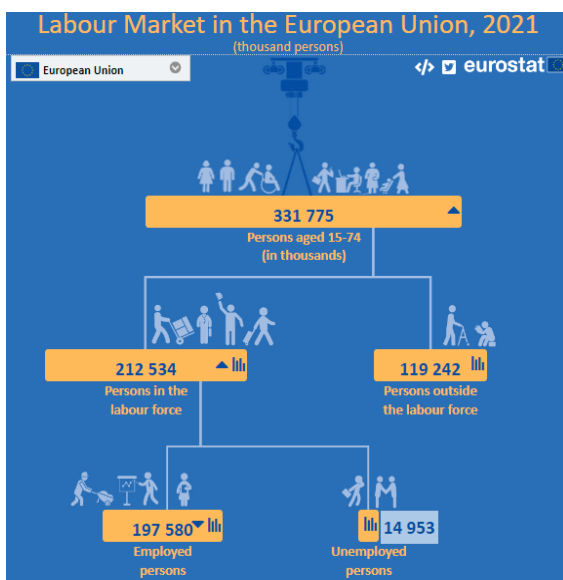 Labour Market in the European Union, 2021
(thousand persons)
European Union
</> eurostat
331 775
Persons aged 15-74
(in thousands)
212 534
Persons in the
labour force
119 242
Persons outside
the labour force
197 580
Employed
persons
14 953
Unemployed
persons